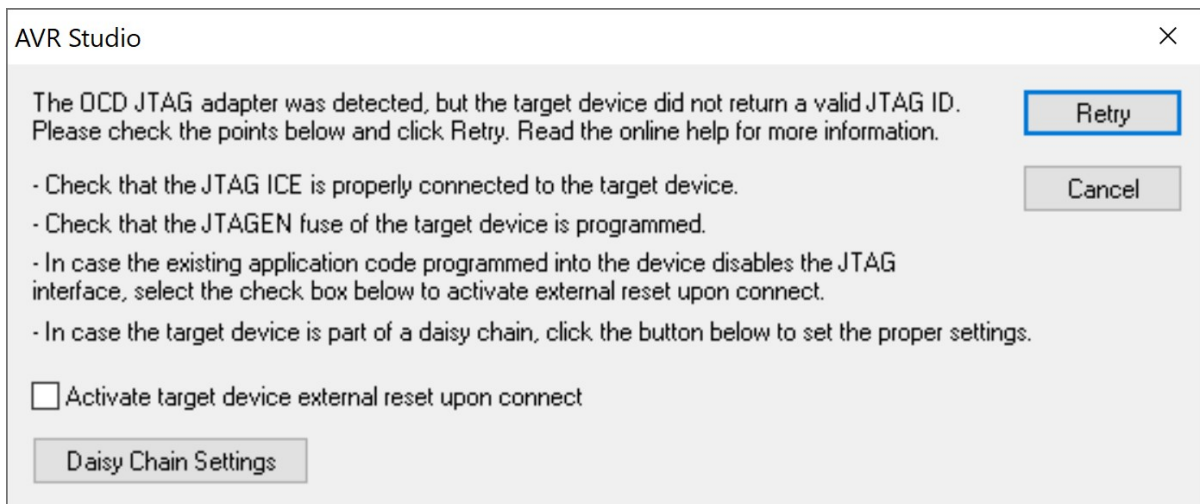 AVR Studio
The OCD JTAG adapter was detected, but the target device did not return a valid JTAG ID.
Please check the points below and click Retry. Read the online help for more information.
Retry
- Check that the JTAG ICE is properly connected to the target device.
Cancel
- Check that the JTAGEN fuse of the target device is programmed.
- In case the existing application code programmed into the device disables the JTAG
interface, select the check box below to activate external reset upon connect.
- In case the target device is part of a daisy chain, click the button below to set the proper settings.
Activate target device external reset upon connect
Daisy Chain Settings